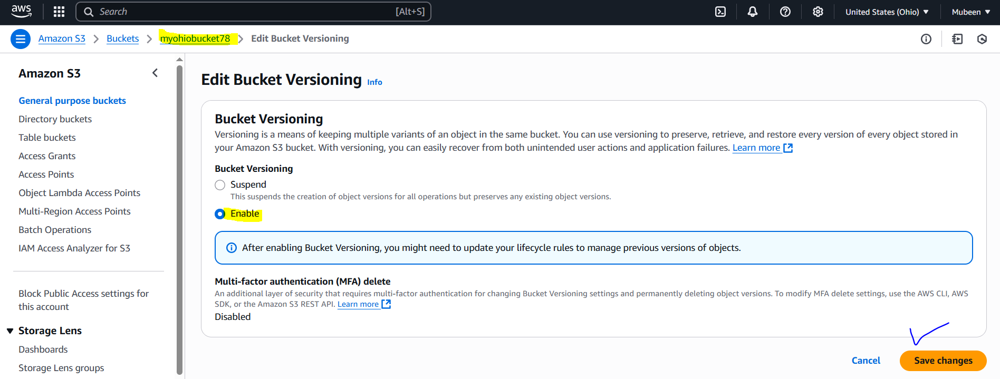 aws
Search [Alt+S]
United States (Ohio)
Mubeen
Amazon S3
Buckets
myohiobucket78
Edit Bucket Versioning
Amazon S3
General purpose buckets
Directory buckets
Table buckets
Access Grants
Access Points
Object Lambda Access Points
Multi-Region Access Points
Batch Operations
IAM Access Analyzer for S3
Block Public Access settings for
this account
Storage Lens
Dashboards
Storage Lens groups
Edit Bucket Versioning Info
Bucket Versioning
Versioning is a means of keeping multiple variants of an object in the same bucket. You can use versioning to preserve, retrieve, and restore every version of every object stored in
your Amazon S3 bucket. With versioning, you can easily recover from both unintended user actions and application failures. Learn more
Bucket Versioning
Suspend
This suspends the creation of object versions for all operations but preserves any existing object versions.
Enable
After enabling Bucket Versioning, you might need to update your lifecycle rules to manage previous versions of objects.
Multi-factor authentication (MFA) delete
An additional layer of security that requires multi-factor authentication for changing Bucket Versioning settings and permanently deleting object versions. To modify MFA delete settings, use the AWS CLI, AWS
SDK, or the Amazon S3 REST API. Learn more
Disabled
Cancel
Save changes